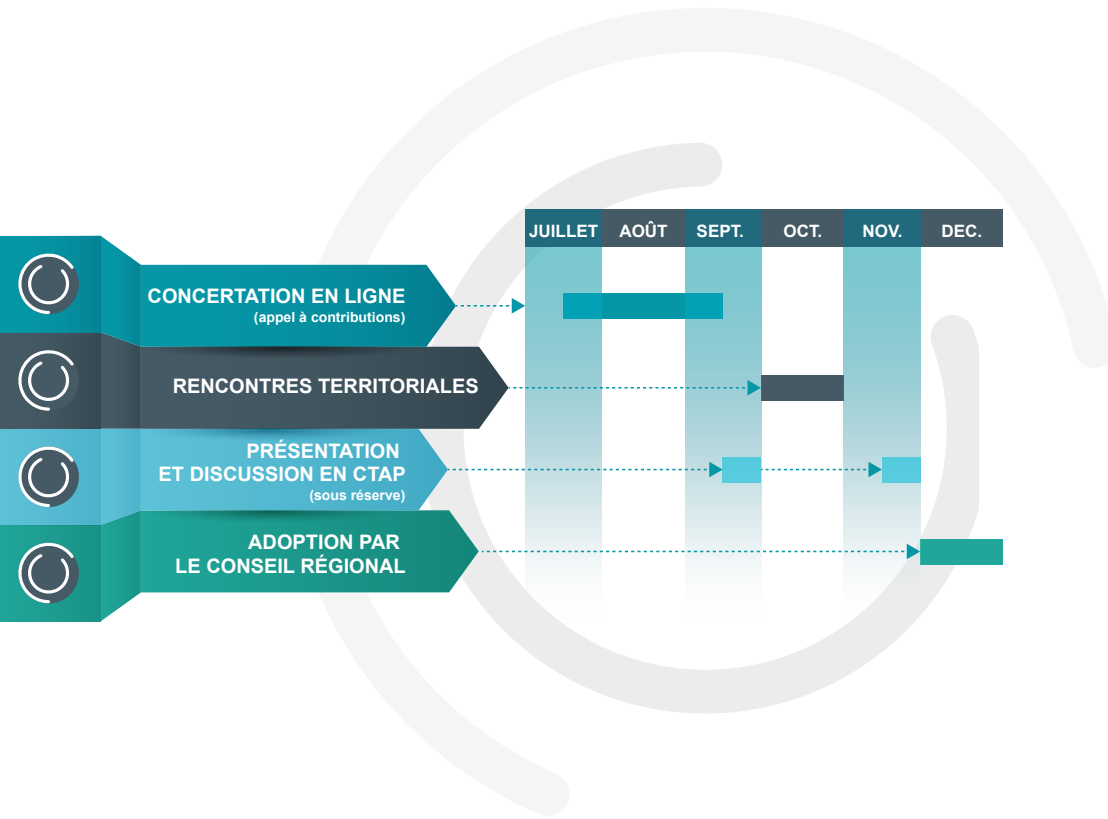 JUILLET AOÛT SEPT. OCT. NOV. DEC.
CONCERTATION EN LIGNE
(appel à contributions)
RENCONTRES TERRITORIALES
PRÉSENTATION
ET DISCUSSION EN CTAP
(sous réserve)
ADOPTION PAR
LE CONSEIL RÉGIONAL